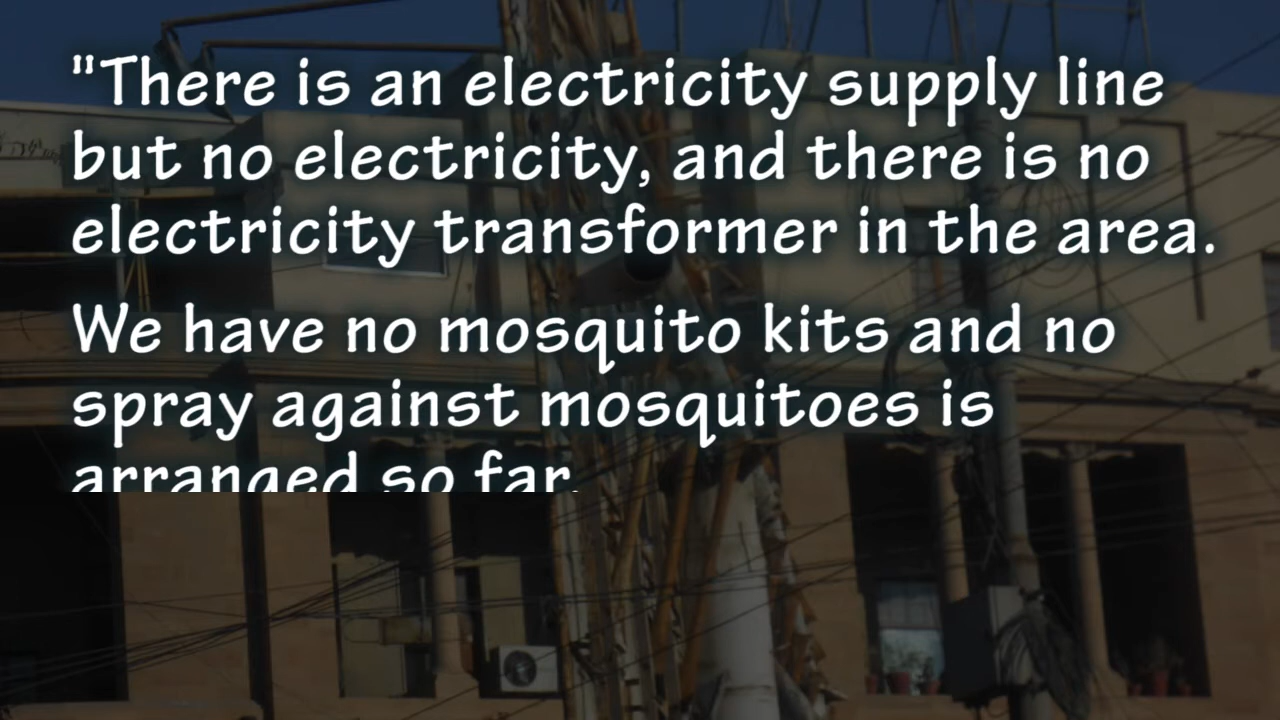 "There is an electricity supply line
but no electricity, and there is no
electricity transformer in the area.
We have no mosquito kits and no
spray against mosquitoes is
arranged so far.